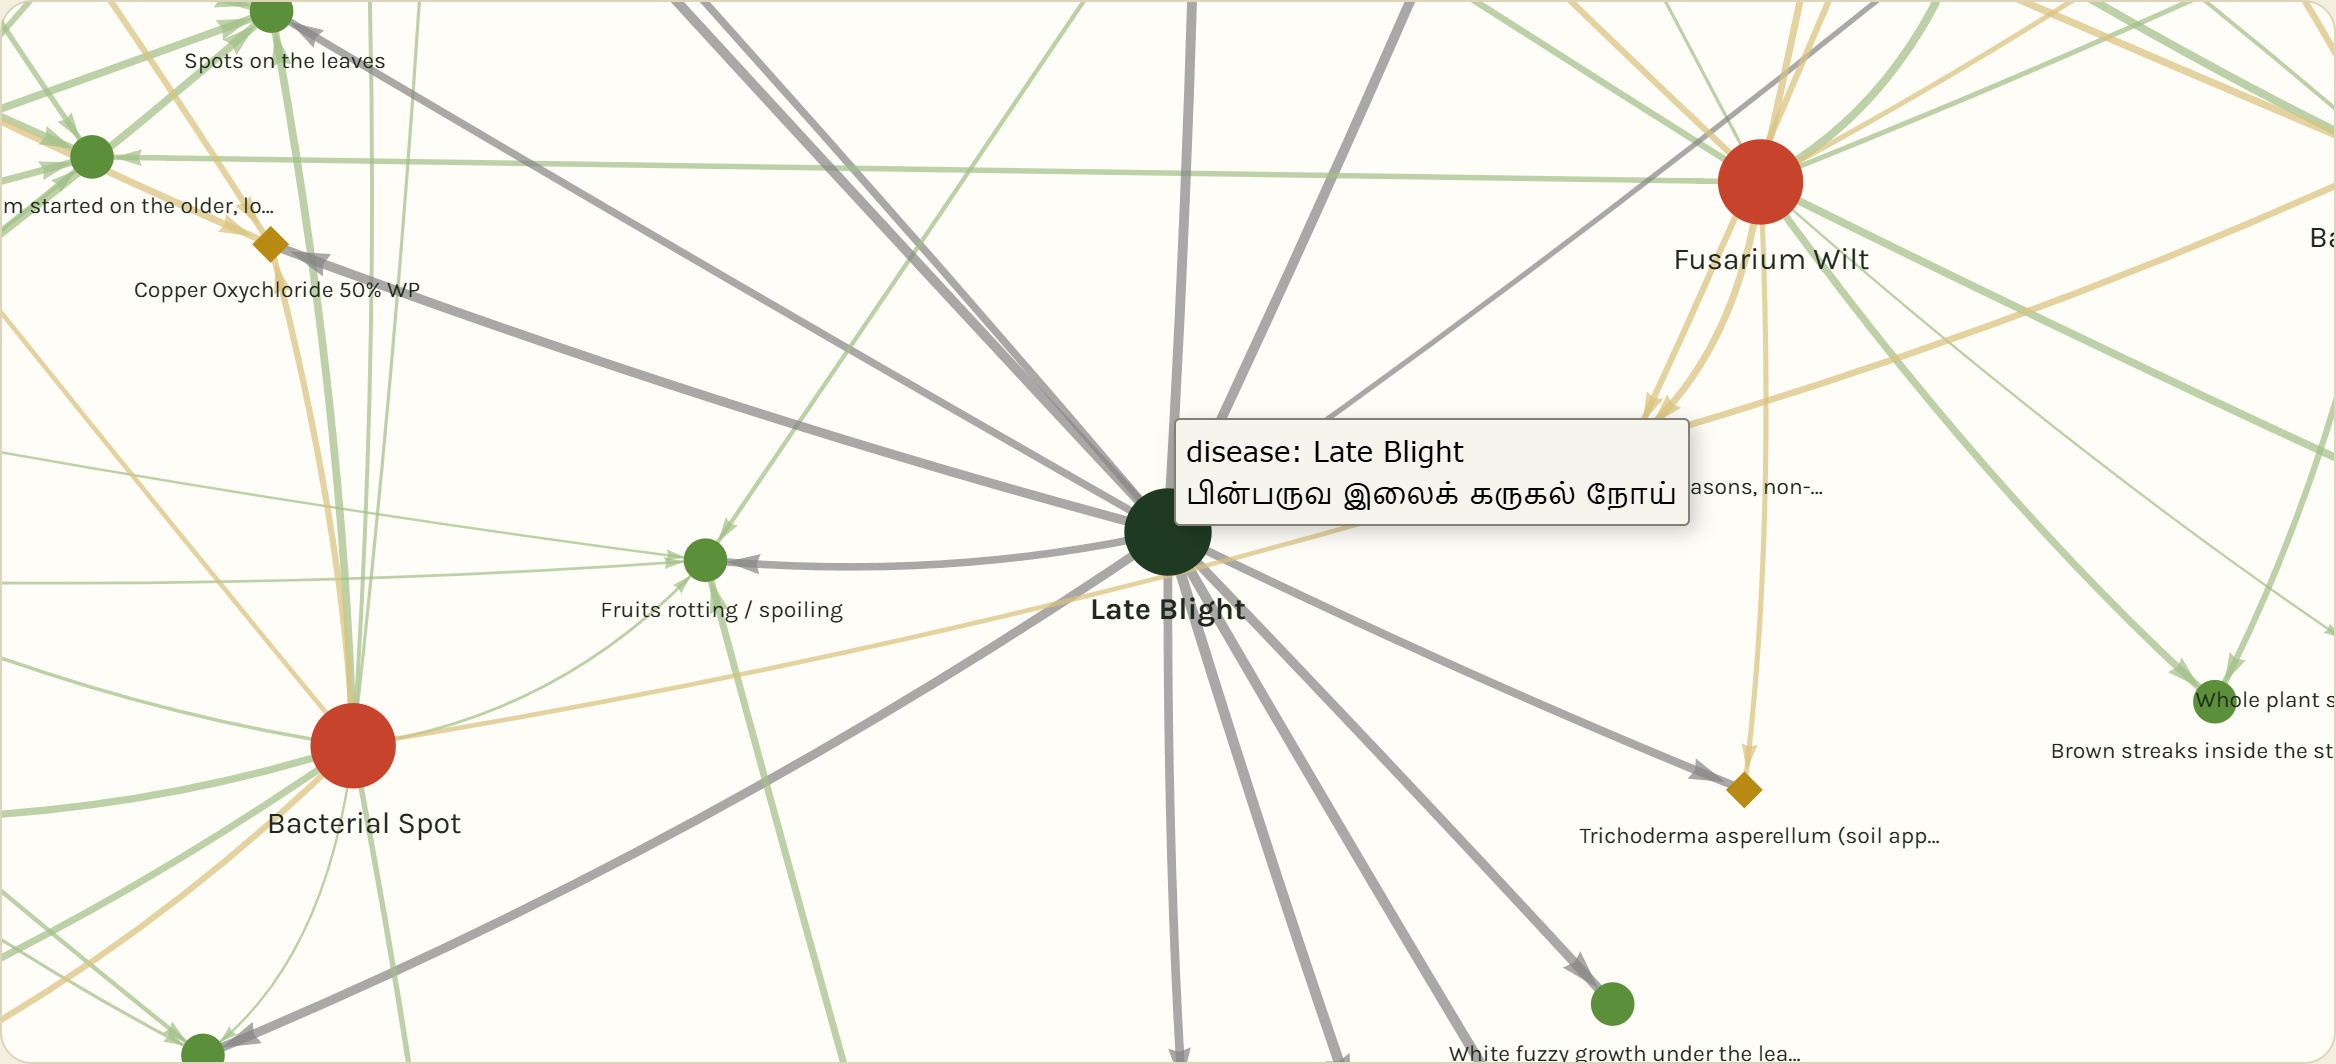 Spots on the leaves
m started on the older, lo...
Copper Oxychloride 50% WP
Fusarium Wilt
Ba
disease: Late Blight
பின்பருவ இலைக் கருகல் நோய்
asons, non-...
Fruits rotting / spoiling
Late Blight
Whole plant s
Brown streaks inside the st
Bacterial Spot
Trichoderma asperellum (soil app...
White fuzzy growth under the lea...